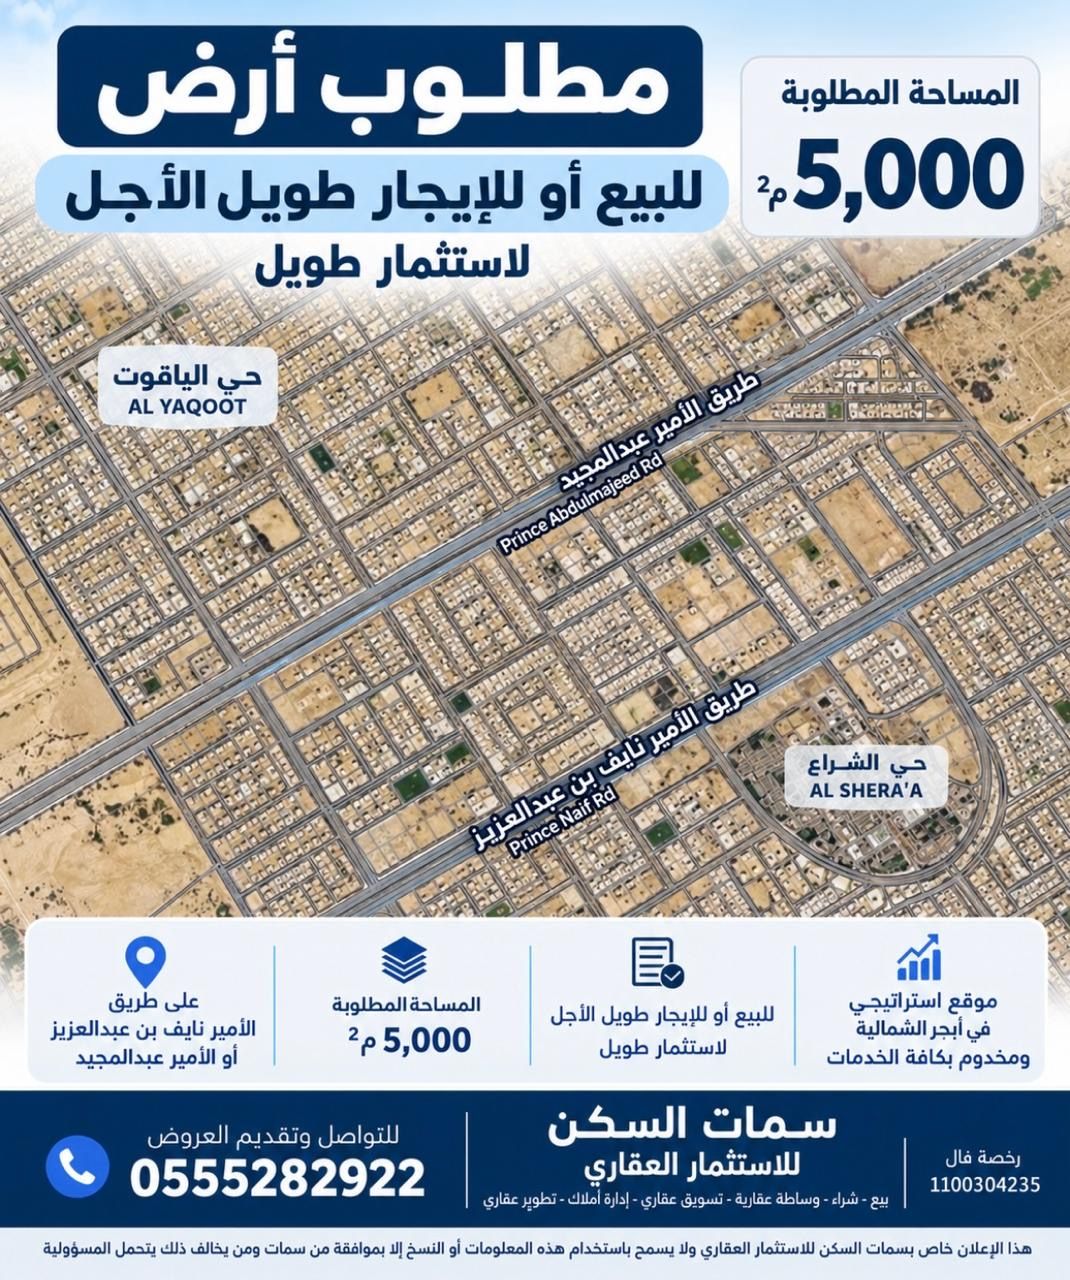 مطلوب أرض
للبيع أو للإيجار طويل الأجل
لاستثمار طويل
المساحة المطلوبة
5,000 م2
حي الياقوت
AL YAQOOT
طريق الأمير عبدالمجيد
Prince Abdulmajeed Rd
طريق الأمير نايف بن عبدالعزيز
Prince Naif Rd
حي الشراع
AL SHERA'A
موقع استراتيجي
في أبجر الشمالية
ومخدوم بكافة الخدمات
للبيع أو للإيجار طويل الأجل
لاستثمار طويل
المساحة المطلوبة
5,000 م2
على طريق
الأمير نايف بن عبدالعزيز
أو الأمير عبدالمجيد
رخصة فال
1100304235
سمات السكن
للاستثمار العقاري
بيع - شراء - وساطة عقارية - تسويق عقاري - إدارة أملاك - تطوير عقاري
للتواصل وتقديم العروض
0555282922
هذا الإعلان خاص بسمات السكن للاستثمار العقاري ولا يسمح باستخدام هذه المعلومات أو النسخ إلا بموافقة من سمات ومن يخالف ذلك يتحمل المسؤولية